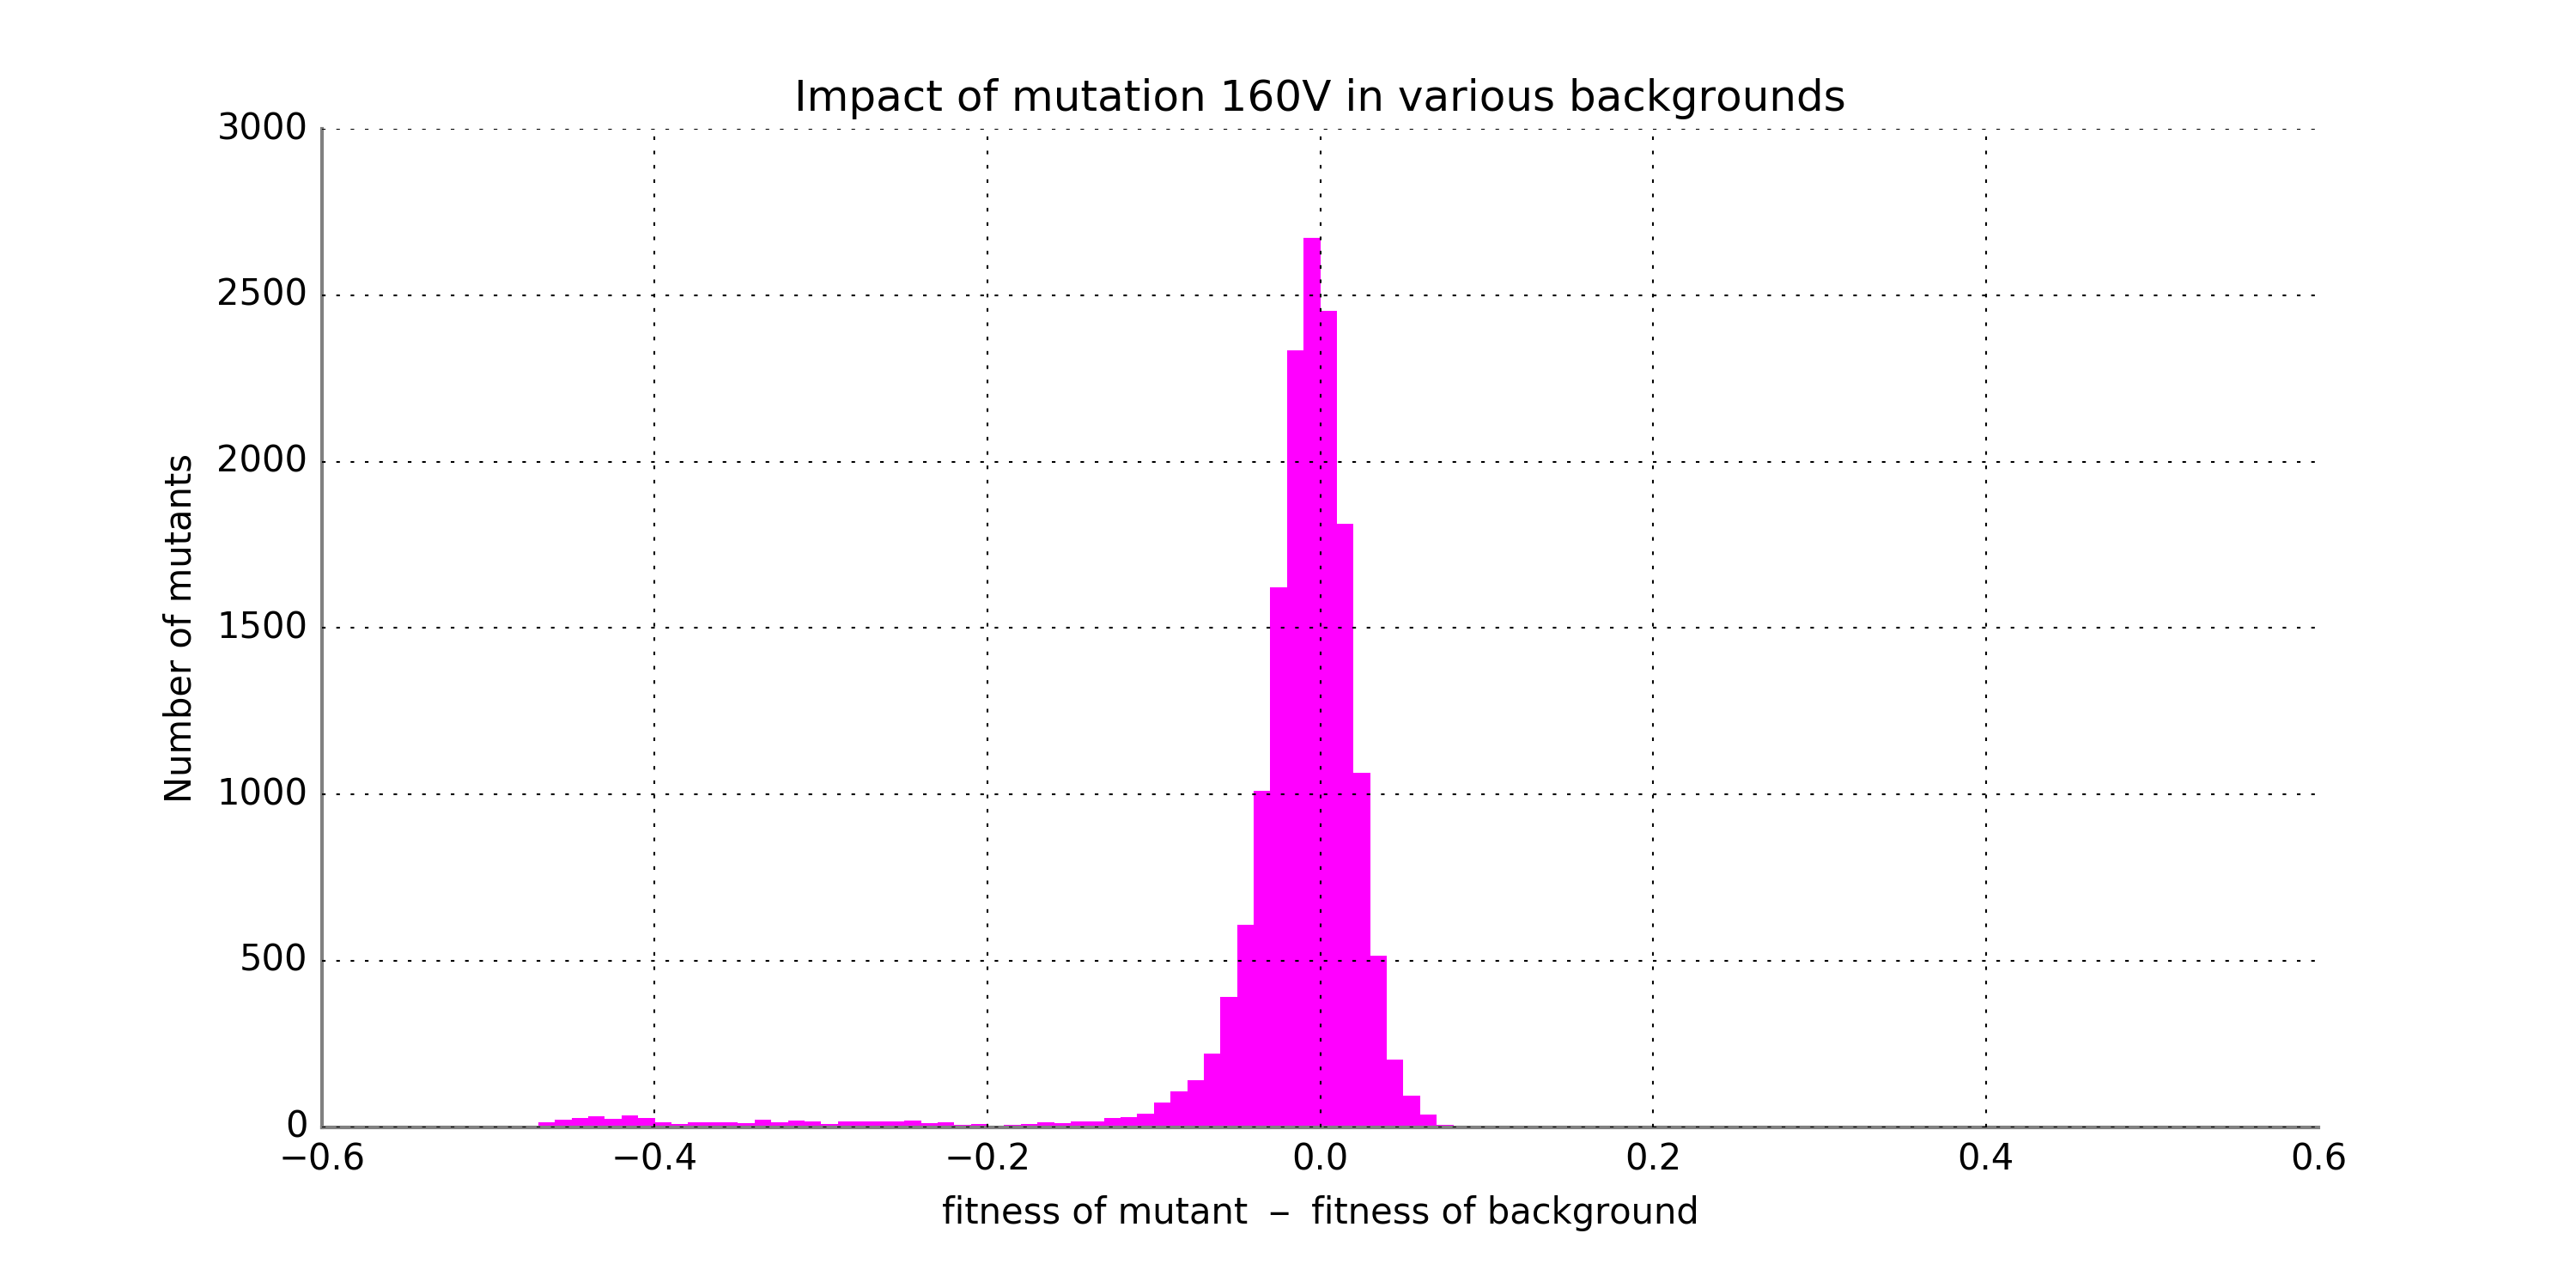 Impact of mutation 160V in various backgrounds
3000
2500
2000
1500
1000
500
0
Number of mutants
−0.6 −0.4 −0.2 0.0 0.2 0.4 0.6
fitness of mutant − fitness of background